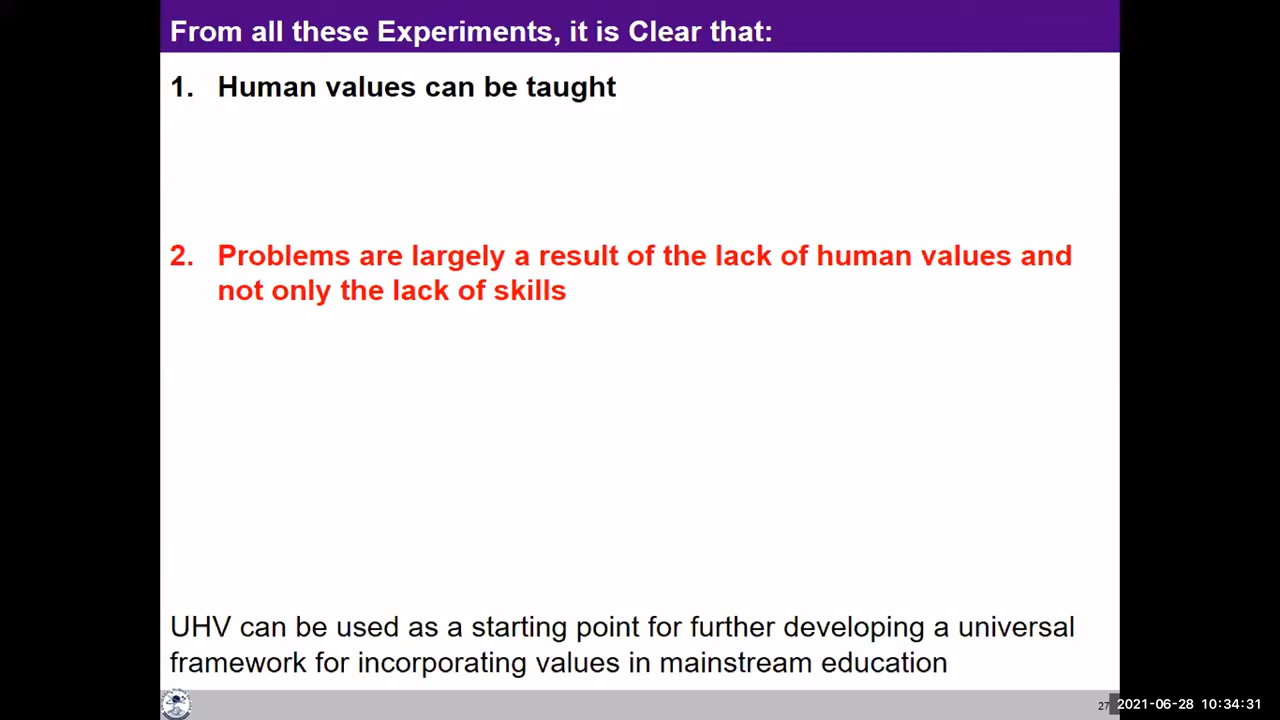 From all these Experiments, it is Clear that:
1. Human values can be taught
2. Problems are largely a result of the lack of human values and
not only the lack of skills
UHV can be used as a starting point for further developing a universal
framework for incorporating values in mainstream education
27
2021-06-28 10:34:31